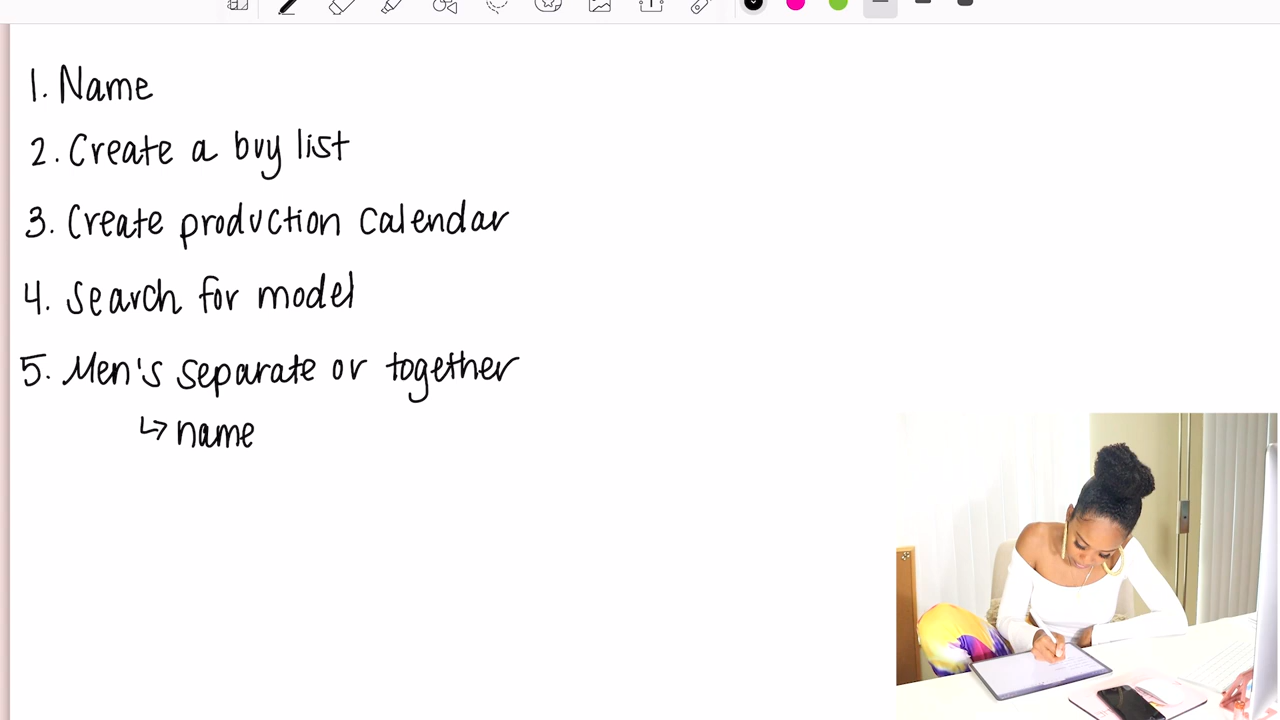 1. Name
2. Create a buy list
3. Create production calendar
4. Search for model
5. Men's separate or together
↳ name